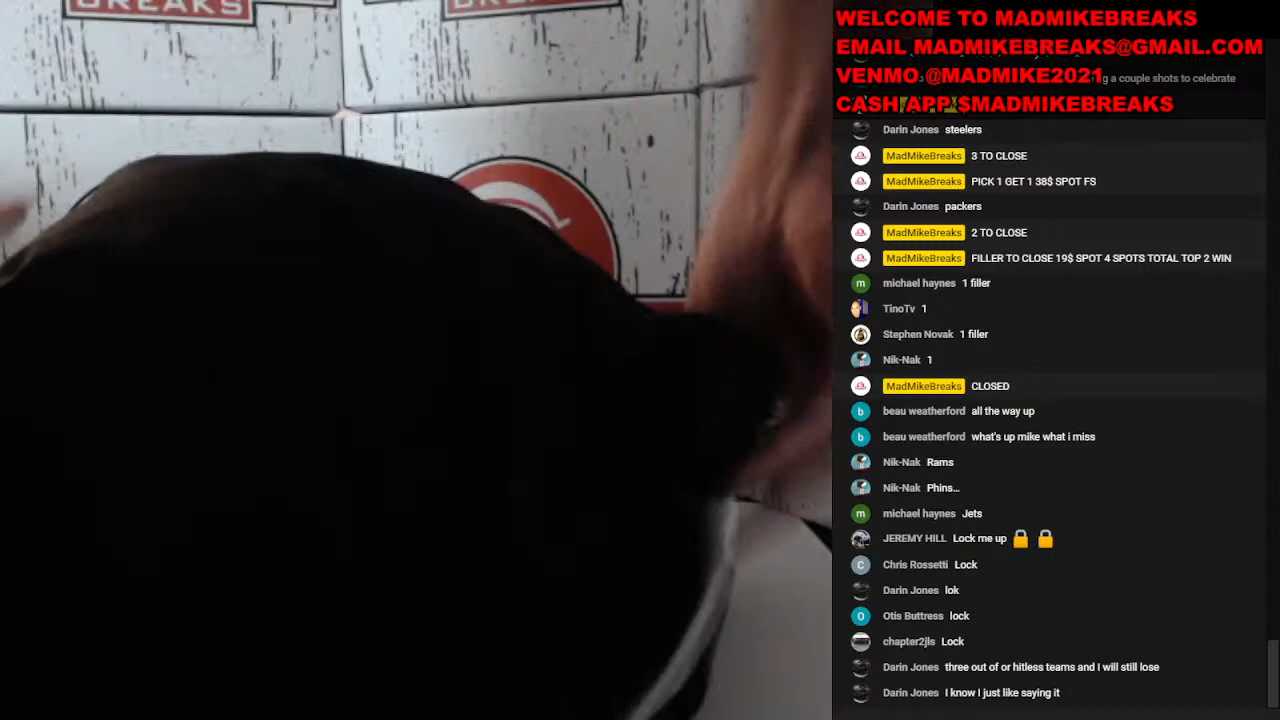 BREAKS
BREAKS
WELCOME TO MADMIKEBREAKS
EMAIL MADMIKEBREAKS@GMAIL.COM
VENMO @MADMIKE2021
g a couple shots to celebrate
CASH APP $MADMIKEBREAKS
Darin Jones steelers
MadMikeBreaks 3 TO CLOSE
MadMikeBreaks PICK 1 GET 1 38$ SPOT FS
Darin Jones packers
MadMikeBreaks 2 TO CLOSE
MadMikeBreaks FILLER TO CLOSE 19$ SPOT 4 SPOTS TOTAL TOP 2 WIN
m michael haynes 1 filler
TinoTv 1
Stephen Novak 1 filler
Nik-Nak 1
MadMikeBreaks CLOSED
b beau weatherford all the way up
b beau weatherford what's up mike what i miss
Nik-Nak Rams
Nik-Nak Phins...
m michael haynes Jets
JEREMY HILL Lock me up 🔒 🔒
C Chris Rossetti Lock
Darin Jones lok
O Otis Buttress lock
chapter2jls Lock
Darin Jones three out of or hitless teams and I will still lose
Darin Jones I know I just like saying it